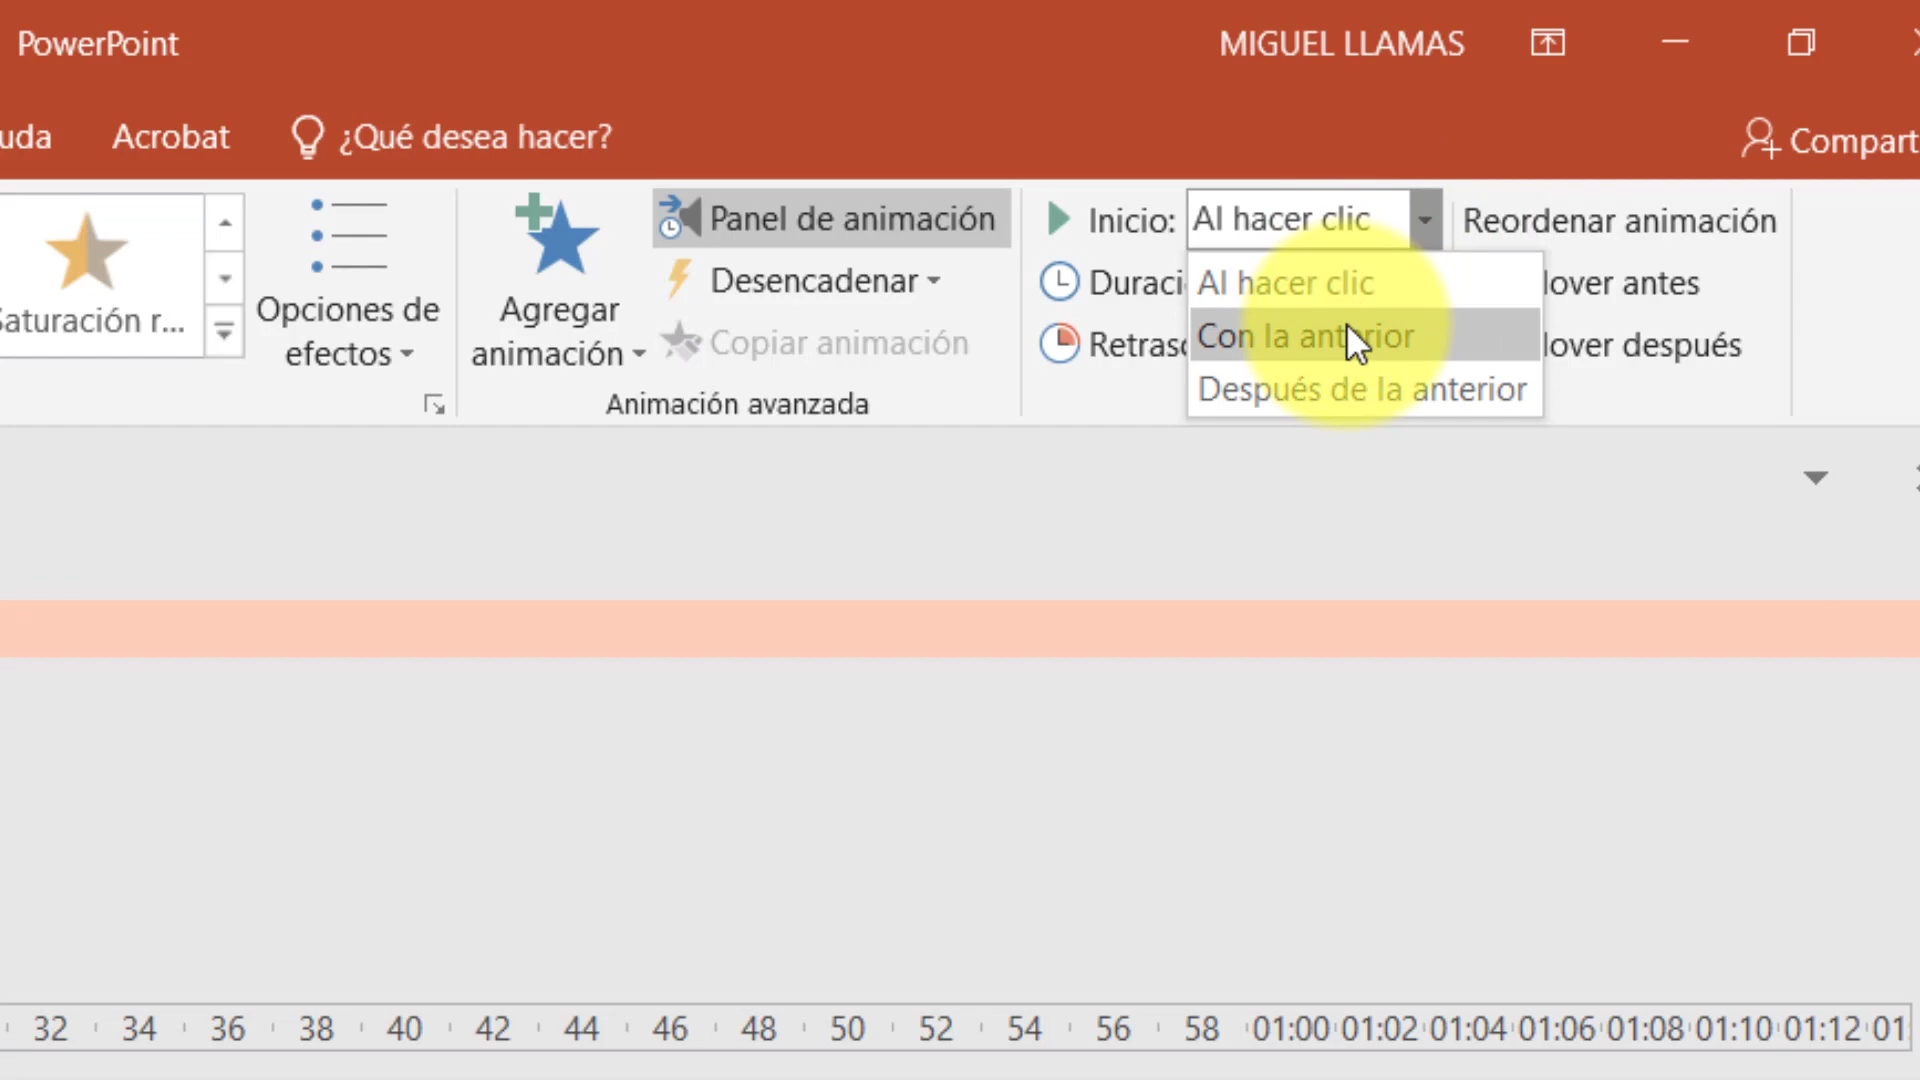 PowerPoint
MIGUEL LLAMAS
uda
Acrobat
¿Qué desea hacer?
Compart
Saturación r...
Opciones de
efectos
Agregar
animación
Panel de animación
Desencadenar
Copiar animación
Animación avanzada
Inicio:
Al hacer clic
Duraci
Retras
Al hacer clic
Con la anterior
Después de la anterior
Reordenar animación
lover antes
lover después
32 34 36 38 40 42 44 46 48 50 52 54 56 58 01:00 01:02 01:04 01:06 01:08 01:10 01:12 01